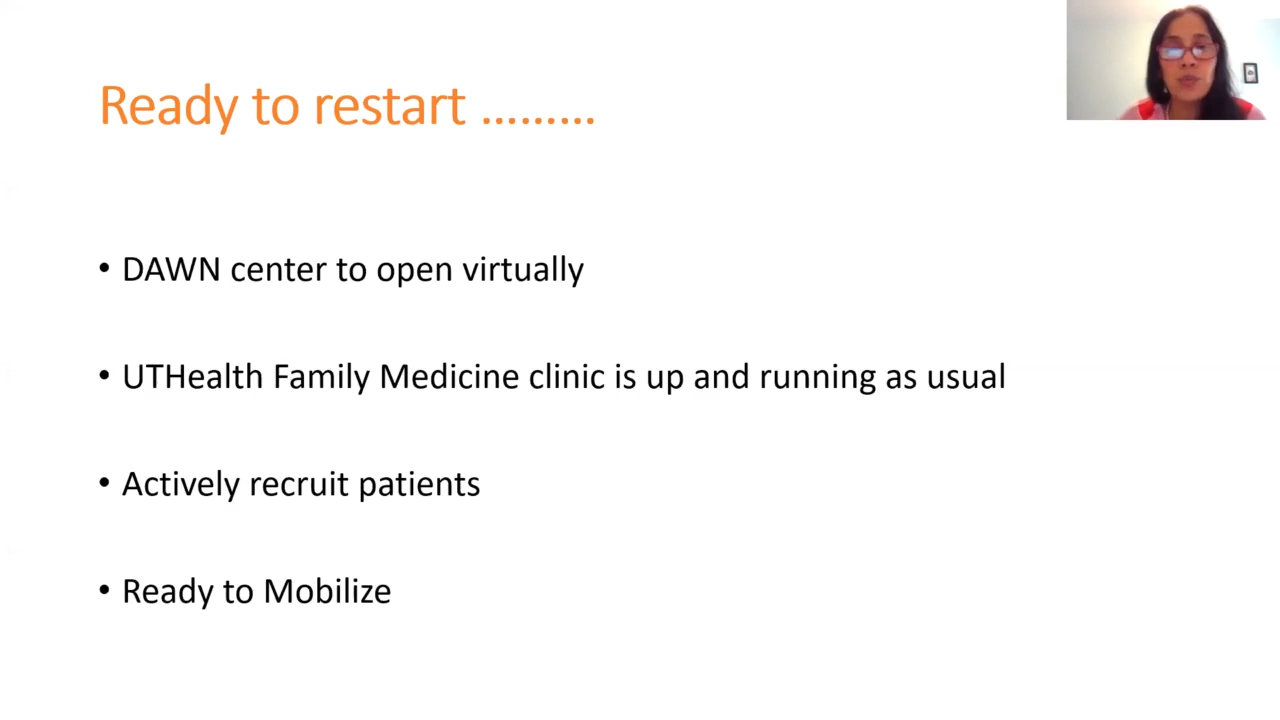 Ready to restart .........
• DAWN center to open virtually
• UTHealth Family Medicine clinic is up and running as usual
• Actively recruit patients
• Ready to Mobilize